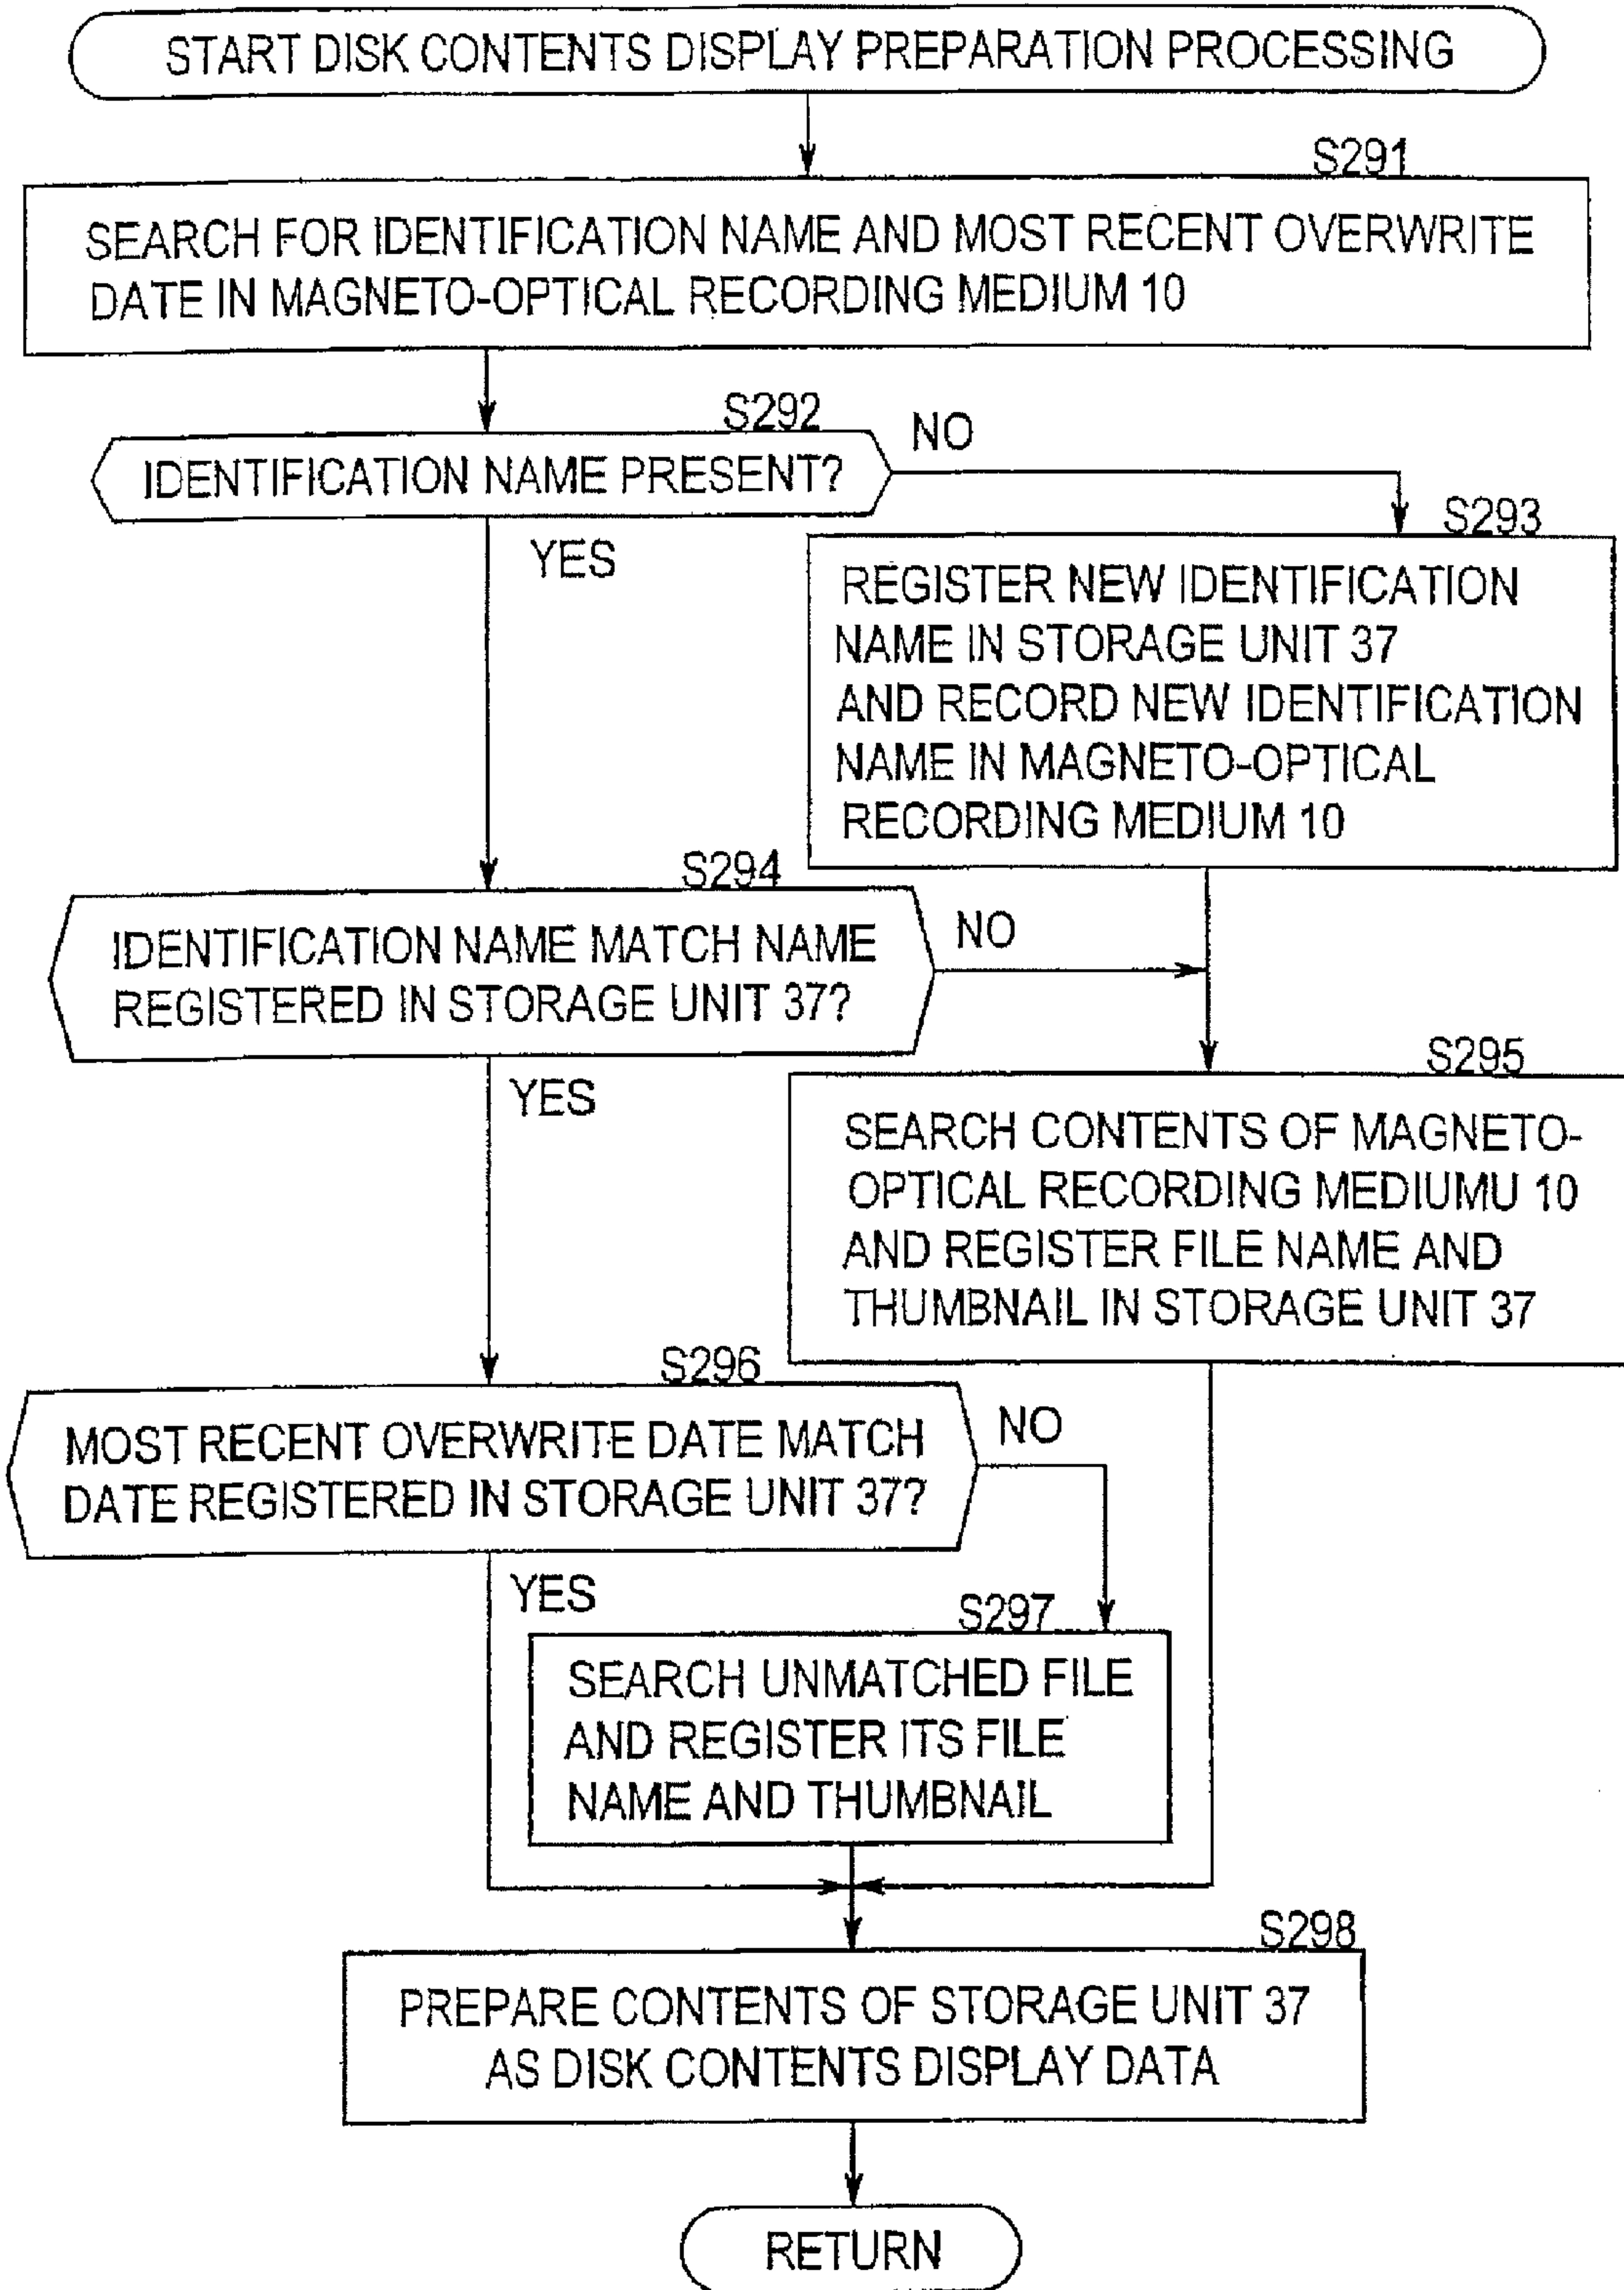 START DISK CONTENTS DISPLAY PREPARATION PROCESSING
S291
SEARCH FOR IDENTIFICATION NAME AND MOST RECENT OVERWRITE
DATE IN MAGNETO-OPTICAL RECORDING MEDIUM 10
S292
NO
IDENTIFICATION NAME PRESENT?
YES
S293
REGISTER NEW IDENTIFICATION
NAME IN STORAGE UNIT 37
AND RECORD NEW IDENTIFICATION
NAME IN MAGNETO-OPTICAL
RECORDING MEDIUM 10
S294
IDENTIFICATION NAME MATCH NAME
REGISTERED IN STORAGE UNIT 37?
NO
YES
S295
SEARCH CONTENTS OF MAGNETO-
OPTICAL RECORDING MEDIUMU 10
AND REGISTER FILE NAME AND
THUMBNAIL IN STORAGE UNIT 37
S296
MOST RECENT OVERWRITE DATE MATCH
DATE REGISTERED IN STORAGE UNIT 37?
NO
YES
S297
SEARCH UNMATCHED FILE
AND REGISTER ITS FILE
NAME AND THUMBNAIL
S298
PREPARE CONTENTS OF STORAGE UNIT 37
AS DISK CONTENTS DISPLAY DATA
RETURN